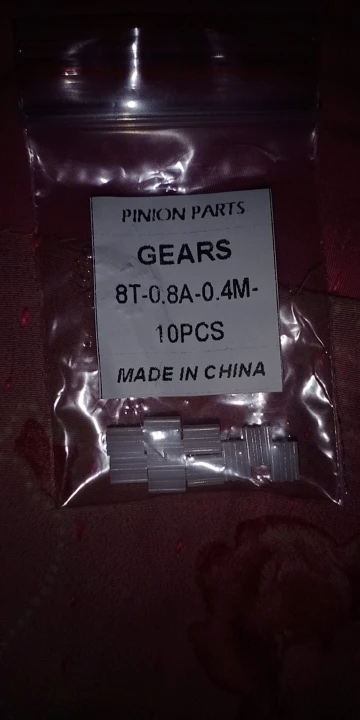 PINION PARTS
GEARS
8T-0.8A-0.4M-
10PCS
MADE IN CHINA